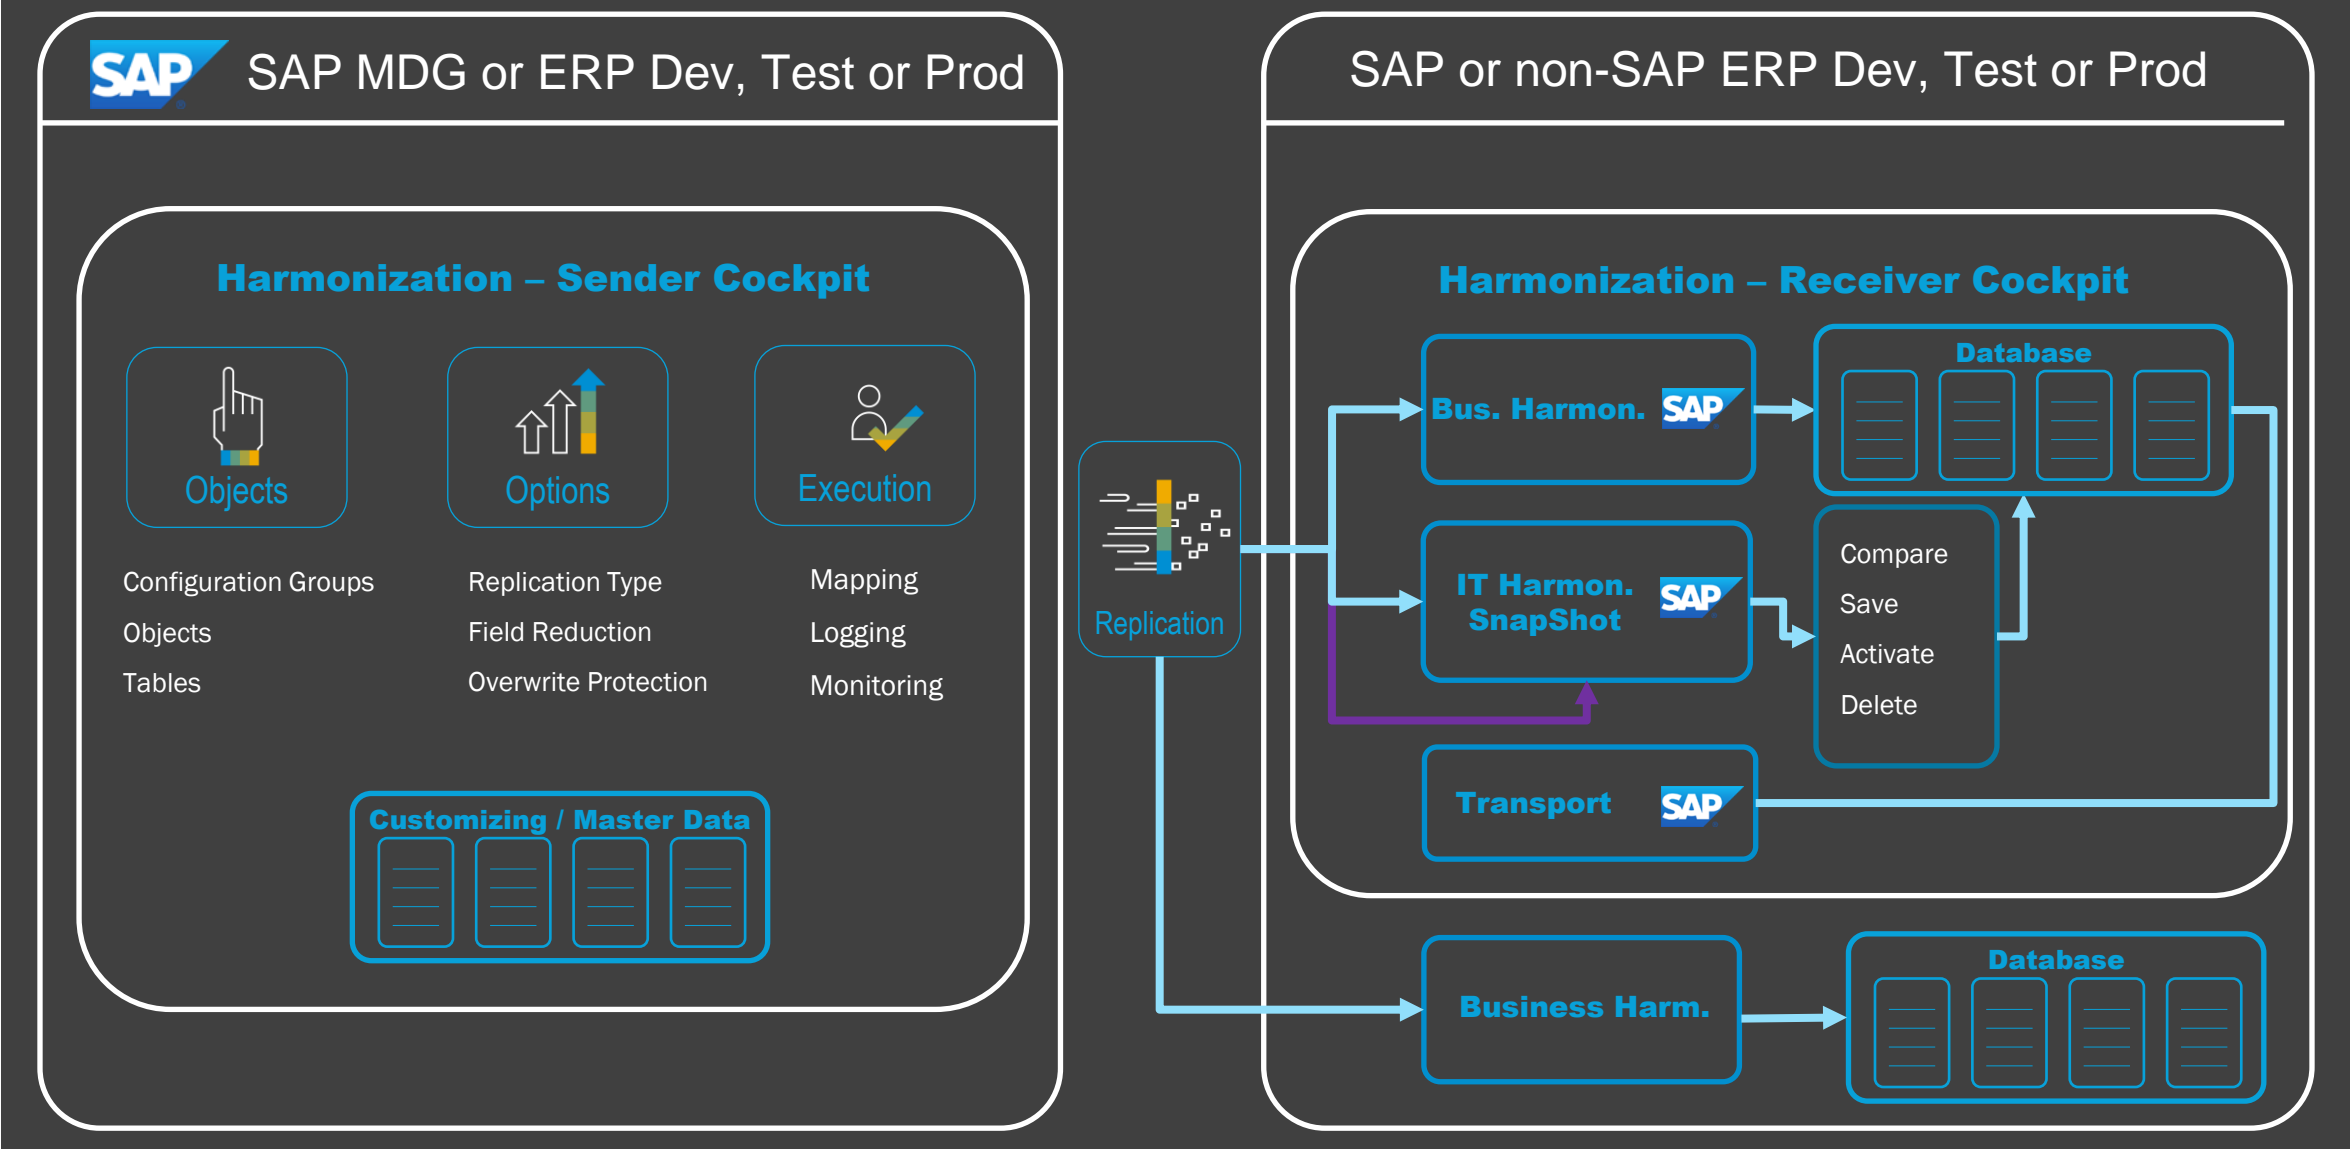 SAP
SAP MDG or ERP Dev, Test or Prod
Harmonization – Sender Cockpit
Objects
Options
Execution
Configuration Groups
Objects
Tables
Replication Type
Field Reduction
Overwrite Protection
Mapping
Logging
Monitoring
Customizing / Master Data
Replication
SAP or non-SAP ERP Dev, Test or Prod
Harmonization – Receiver Cockpit
Bus. Harmon.
SAP
Database
IT Harmon.
SnapShot
SAP
Compare
Save
Activate
Delete
Transport
SAP
Business Harm.
Database